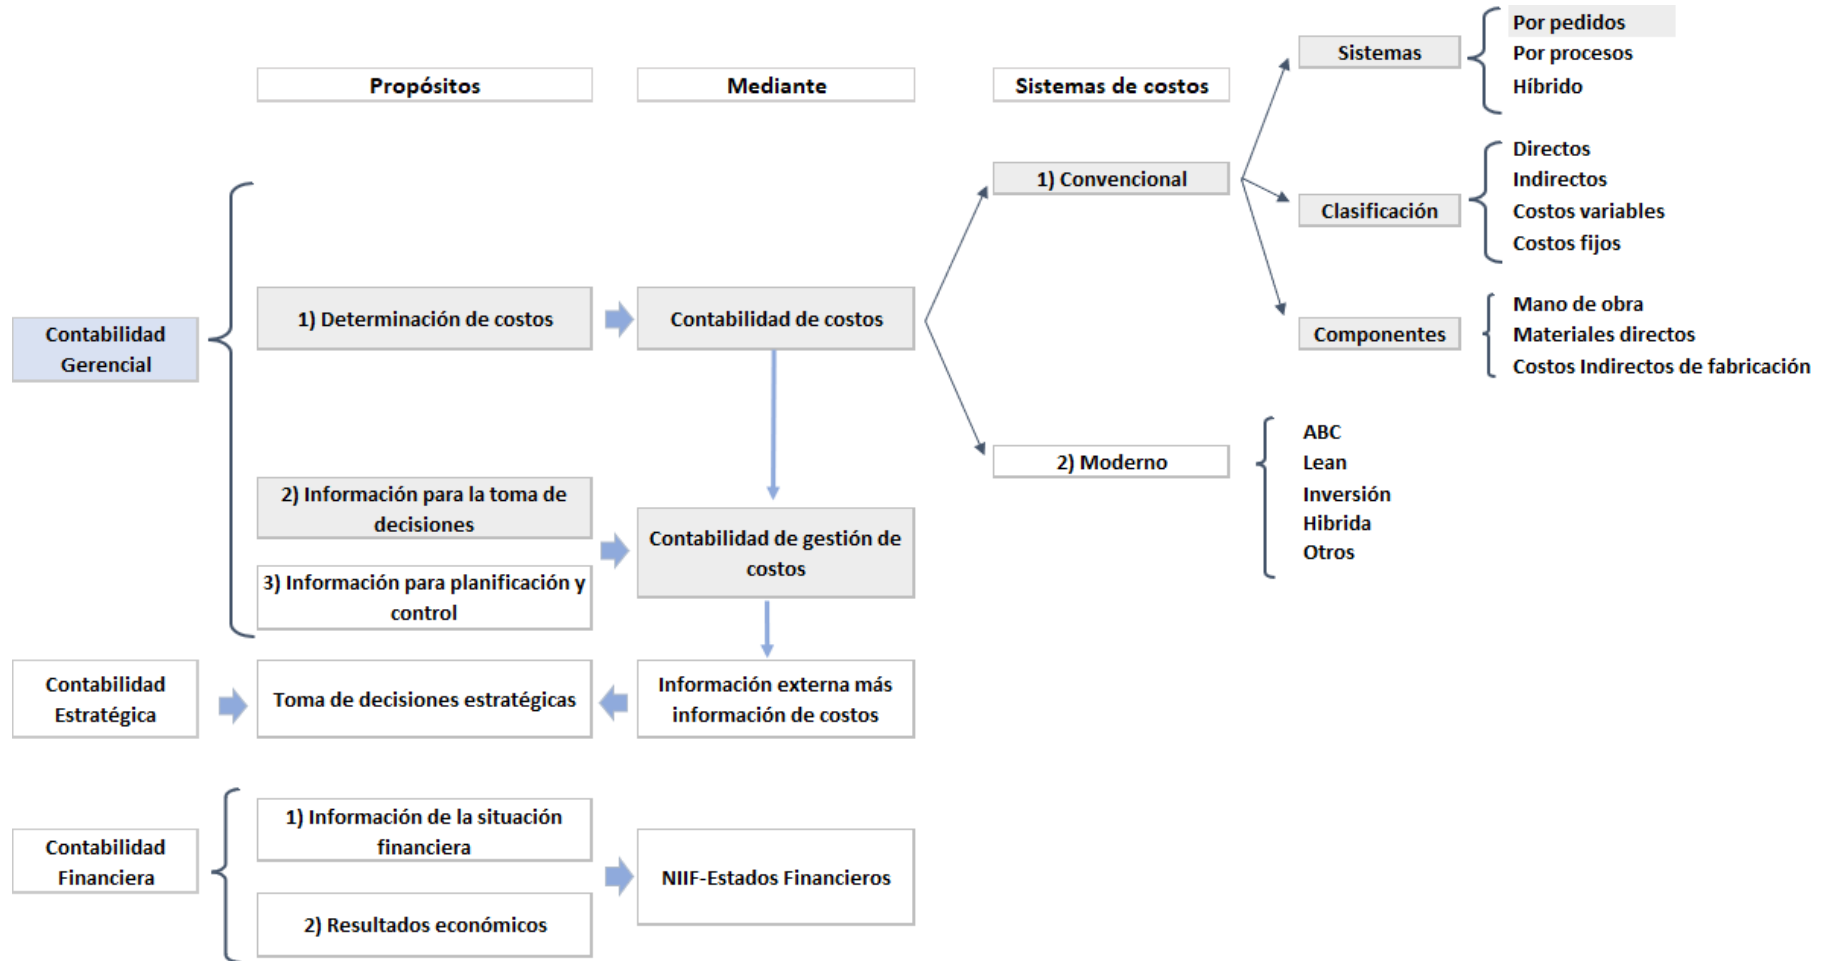 Propósitos
Mediante
Sistemas de costos
Sistemas
Por pedidos
Por procesos
Híbrido
1) Convencional
Clasificación
Directos
Indirectos
Costos variables
Costos fijos
Contabilidad
Gerencial
1) Determinación de costos
Contabilidad de costos
Componentes
Mano de obra
Materiales directos
Costos Indirectos de fabricación
2) Moderno
ABC
Lean
Inversión
Hibrida
Otros
2) Información para la toma de
decisiones
3) Información para planificación y
control
Contabilidad de gestión de
costos
Contabilidad
Estratégica
Toma de decisiones estratégicas
Información externa más
información de costos
Contabilidad
Financiera
1) Información de la situación
financiera
2) Resultados económicos
NIIF-Estados Financieros